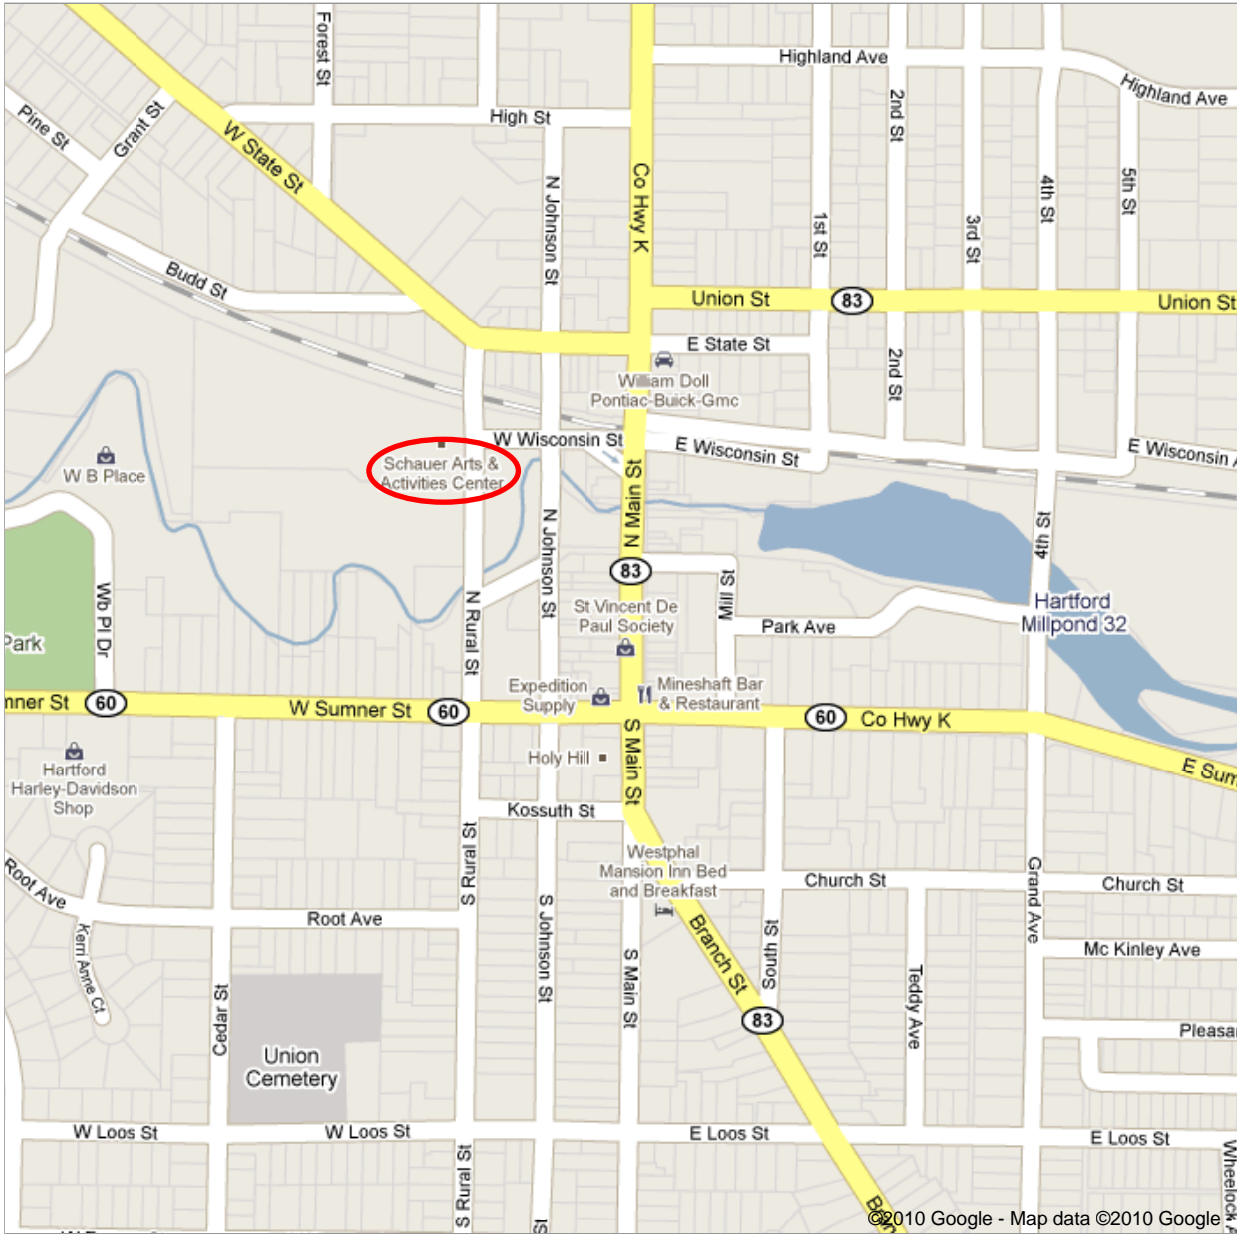 Forest St
Highland Ave
Highland Ave
2nd St
Pine St
Grant St
High St
W State St
N Johnson St
Co Hwy K
1st St
3rd St
4th St
5th St
Budd St
Union St
83
Union St
E State St
2nd St
William Doll
Pontiac-Buick-Gmc
W Wisconsin St
E Wisconsin St
E Wisconsin A
W B Place
Schauer Arts &
Activities Center
N Main St
N Johnson St
4th St
83
Wb Pl Dr
N Rural St
St Vincent De
Paul Society
Mill St
Park Ave
Hartford
Millpond 32
Park
Expedition
Supply
Mineshaft Bar
& Restaurant
mner St
60
W Sumner St
60
60
Co Hwy K
Holy Hill
S Main St
E Sum
Hartford
Harley-Davidson
Shop
Kossuth St
S Rural St
Westphal
Mansion Inn Bed
and Breakfast
Church St
Church St
Root Ave
Root Ave
Kerri Anne Ct
S Johnson St
S Main St
Branch St
South St
Grand Ave
Mc Kinley Ave
Teddy Ave
Cedar St
83
Pleasa
Union
Cemetery
W Loos St
W Loos St
E Loos St
E Loos St
S Rural St
St
Wheelock A
Bran
©2010 Google - Map data ©2010 Google